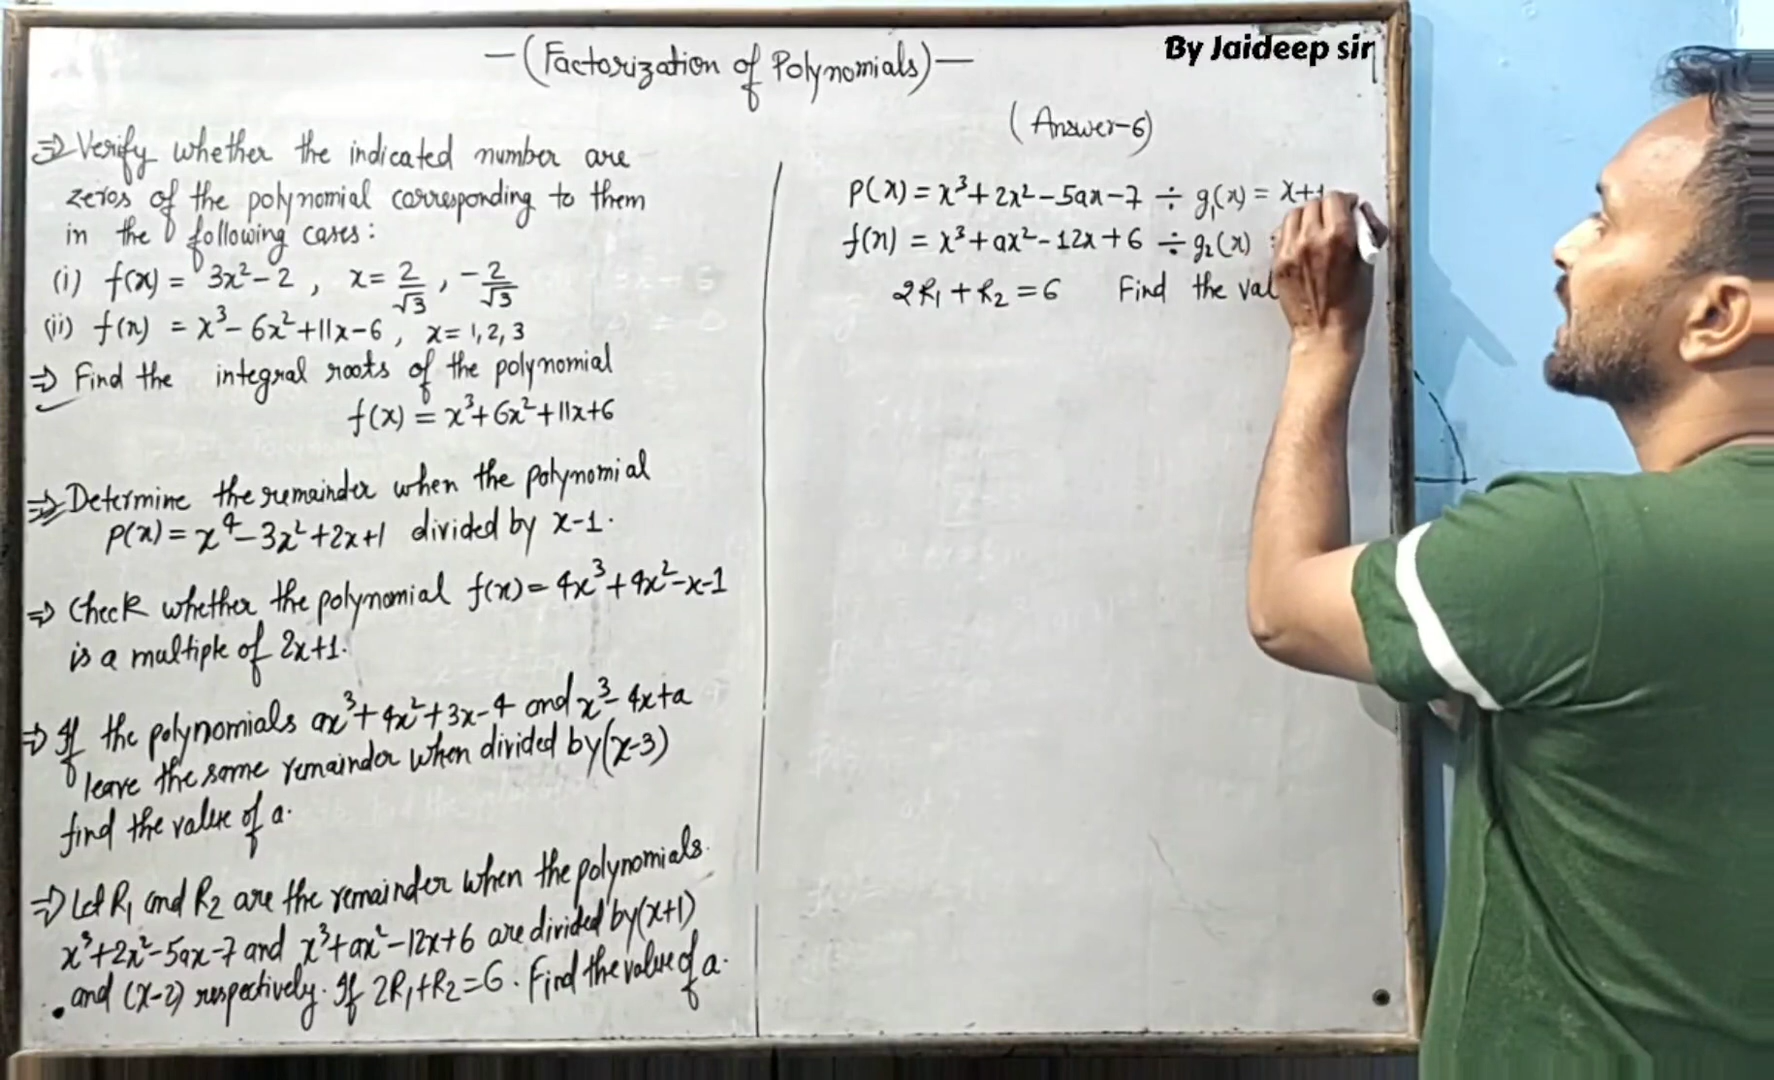 —(Factorization of Polynomials)—
By Jaideep sir
⇒ Verify whether the indicated number are
zeros of the polynomial corresponding to them
in the following cases:
(i) f(x) = 3x² - 2 , x = 2/√3 , -2/√3
(ii) f(x) = x³ - 6x² + 11x - 6 , x = 1, 2, 3
⇒ Find the integral roots of the polynomial
f(x) = x³ + 6x² + 11x + 6
⇒ Determine the remainder when the polynomial
P(x) = x⁴ - 3x² + 2x + 1 divided by x-1.
⇒ Check whether the polynomial f(x) = 4x³ + 4x² - x - 1
is a multiple of 2x+1.
⇒ If the polynomials ax³ + 4x² + 3x - 4 and x³ - 4x + a
leave the same remainder when divided by (x-3)
find the value of a.
⇒ Let R₁ and R₂ are the remainder when the polynomials.
x³ + 2x² - 5ax - 7 and x³ + ax² - 12x + 6 are divided by (x+1)
and (x-2) respectively. If 2R₁ + R₂ = 6. Find the value of a.
(Answer-6)
P(x) = x³ + 2x² - 5ax - 7 ÷ g₁(x) = x+1
f(x) = x³ + ax² - 12x + 6 ÷ g₂(x) =
2R₁ + R₂ = 6 Find the val